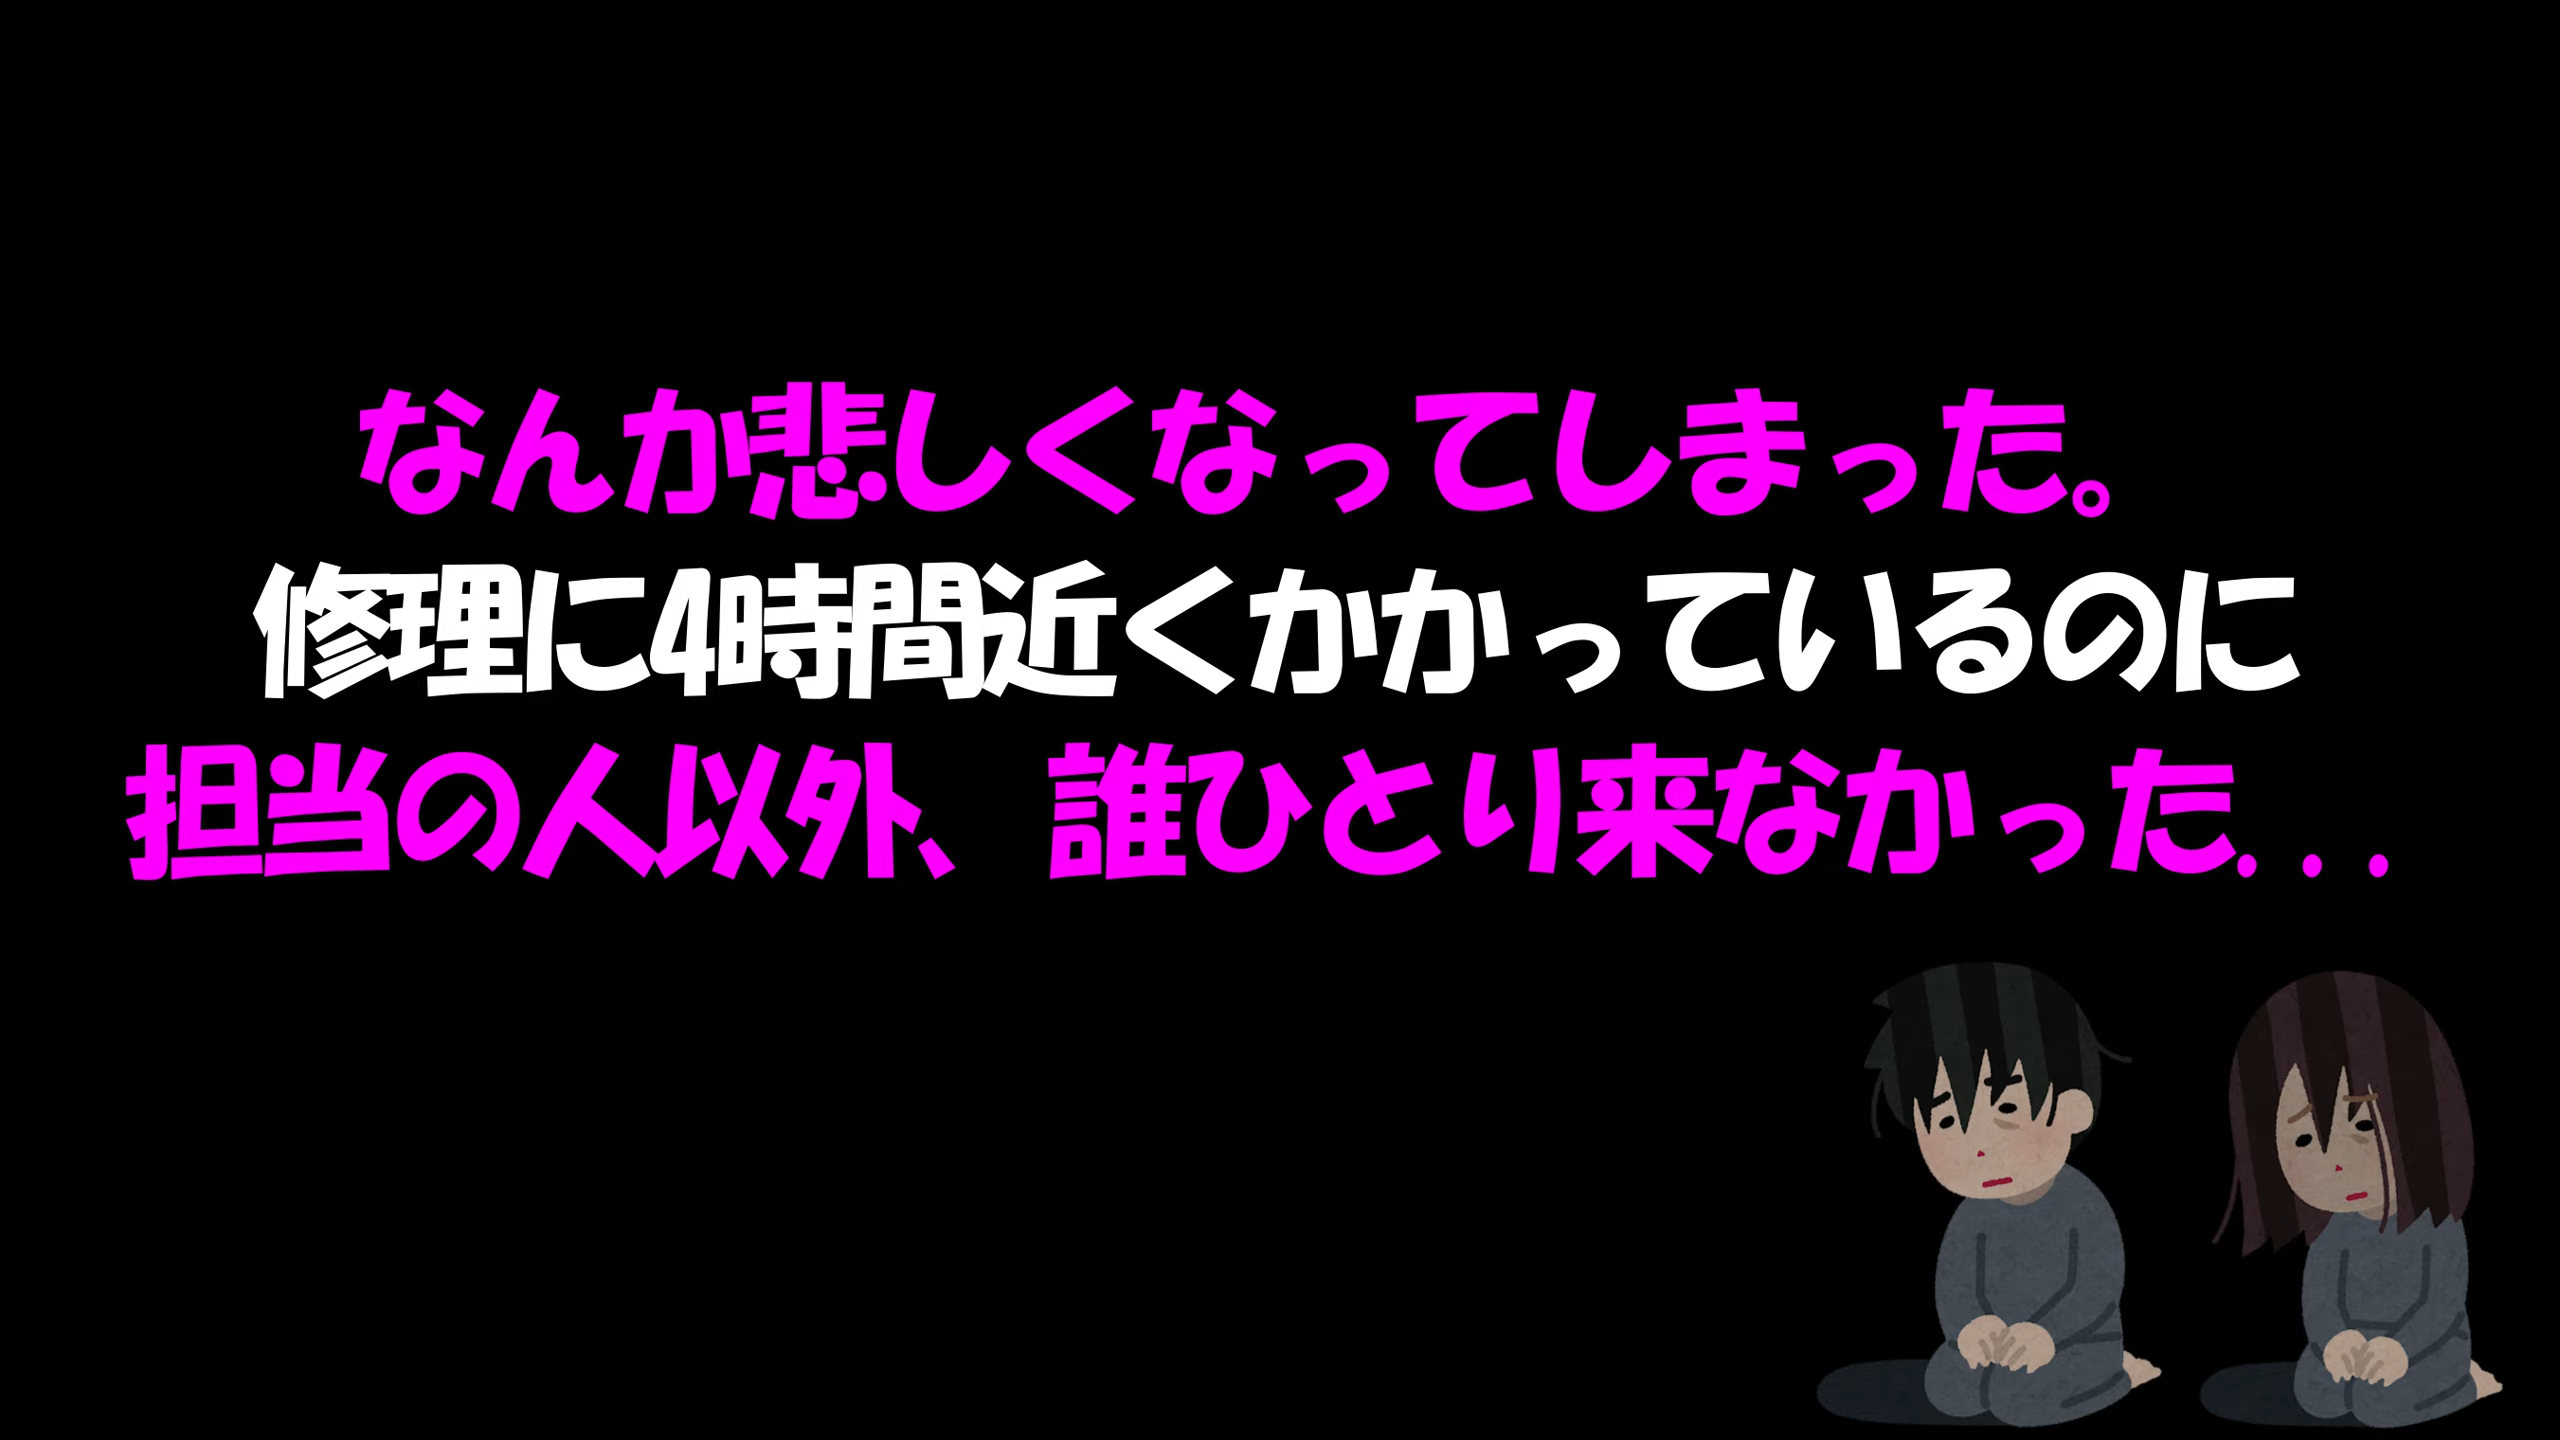 なんか悲しくなってしまった。
修理に4時間近くかかっているのに
担当の人以外、誰ひとり来なかった...